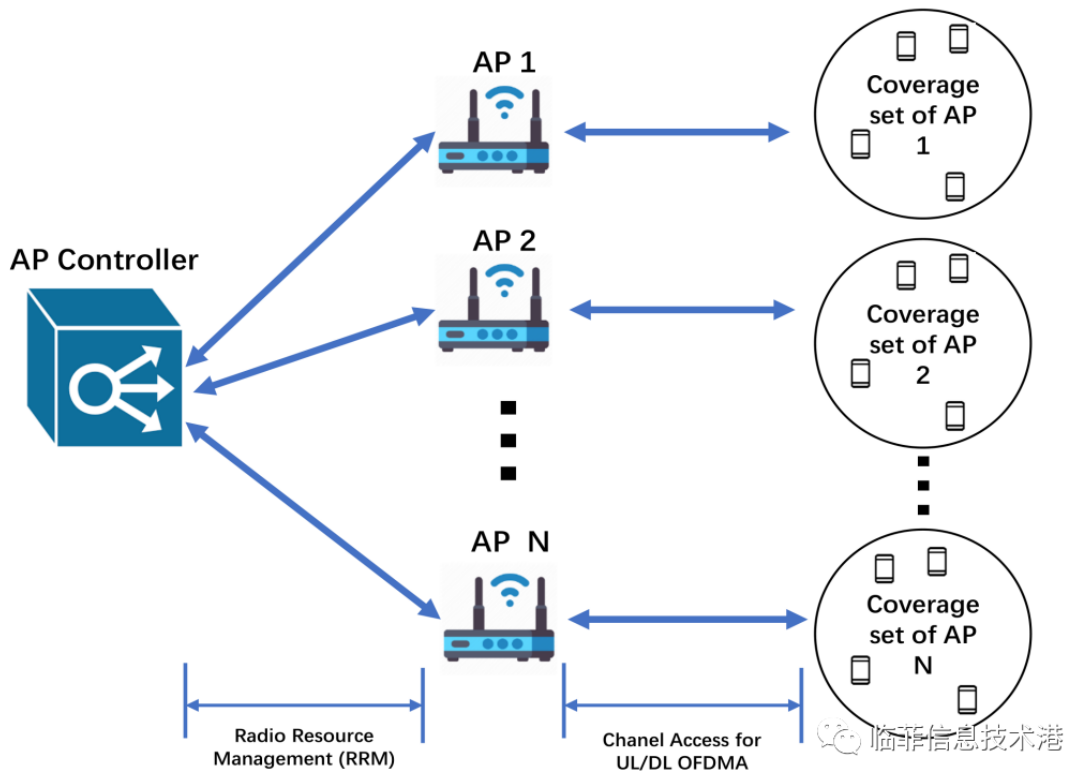 AP 1
Coverage
set of AP
1
AP 2
AP Controller
Coverage
set of AP
2
AP N
Coverage
set of AP
N
Radio Resource
Management (RRM)
Chanel Access for
UL/DL OFDMA
临菲信息技术港